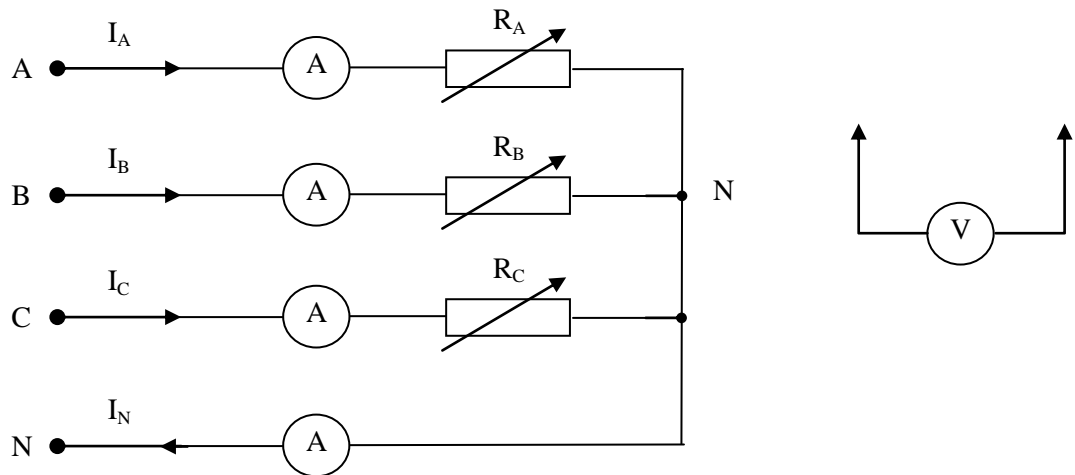 I_A R_A
A A
I_B R_B
B A N
V
I_C R_C
C A
I_N
N A